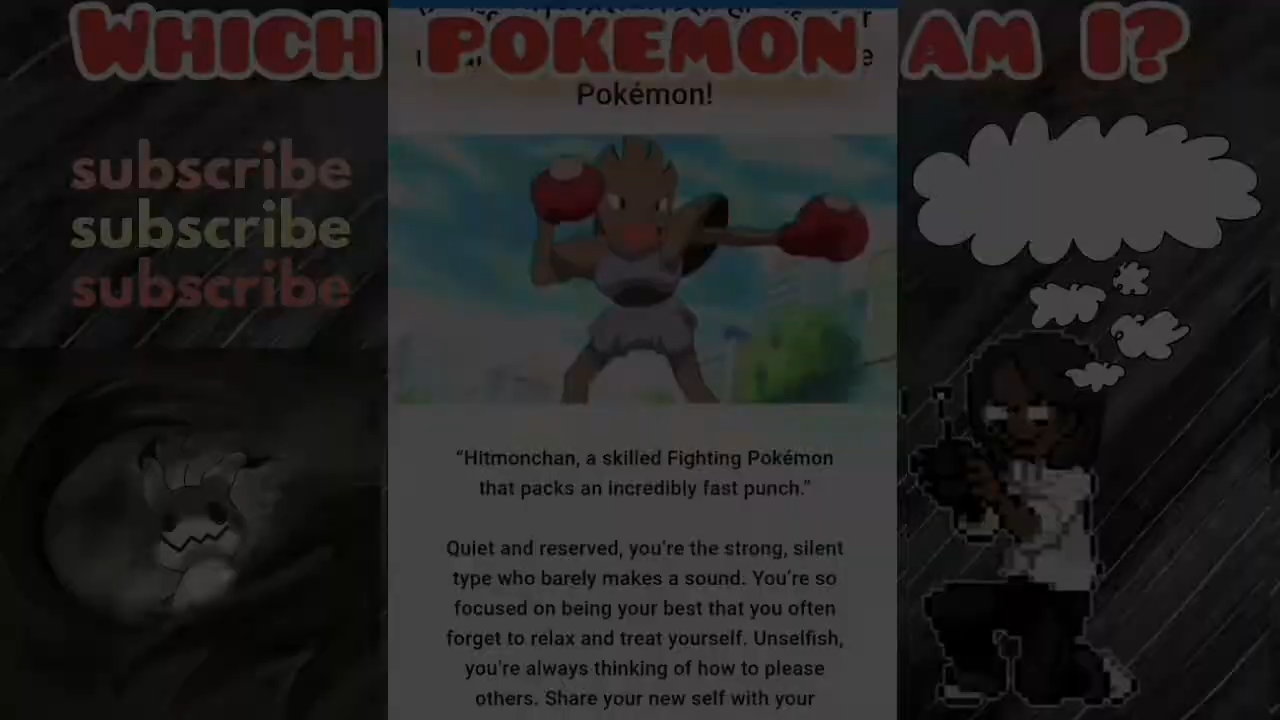 WHICH POKEMON AM I?
Pokémon!
subscribe
subscribe
subscribe
“Hitmonchan, a skilled Fighting Pokémon
that packs an incredibly fast punch.”
Quiet and reserved, you're the strong, silent
type who barely makes a sound. You're so
focused on being your best that you often
forget to relax and treat yourself. Unselfish,
you're always thinking of how to please
others. Share your new self with your